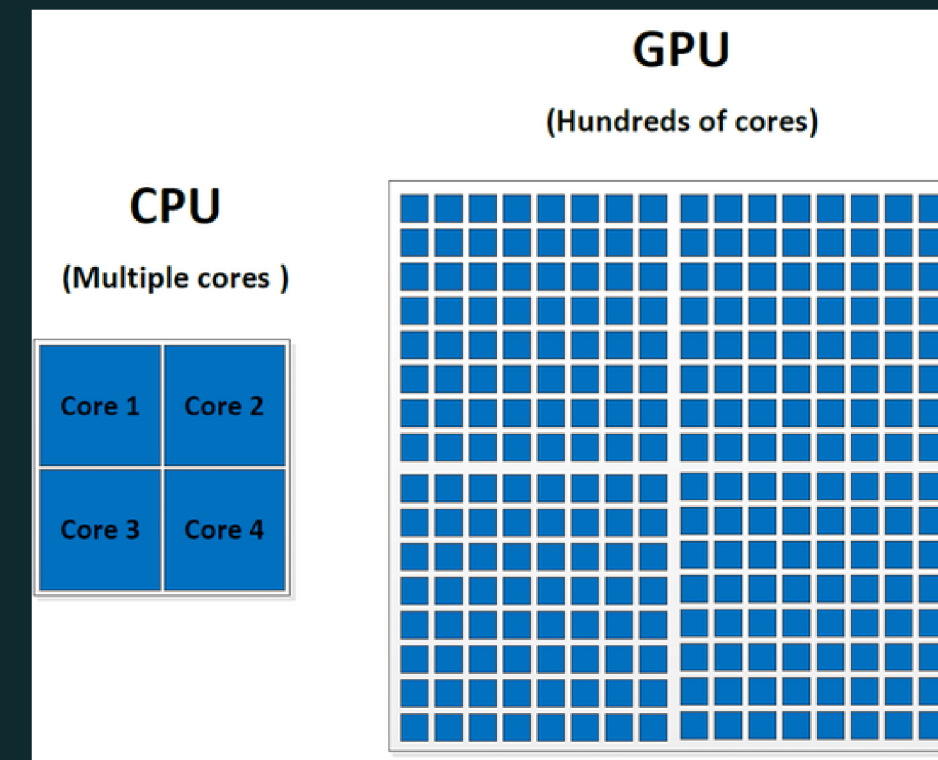 GPU
(Hundreds of cores)
CPU
(Multiple cores )
Core 1 Core 2
Core 3 Core 4